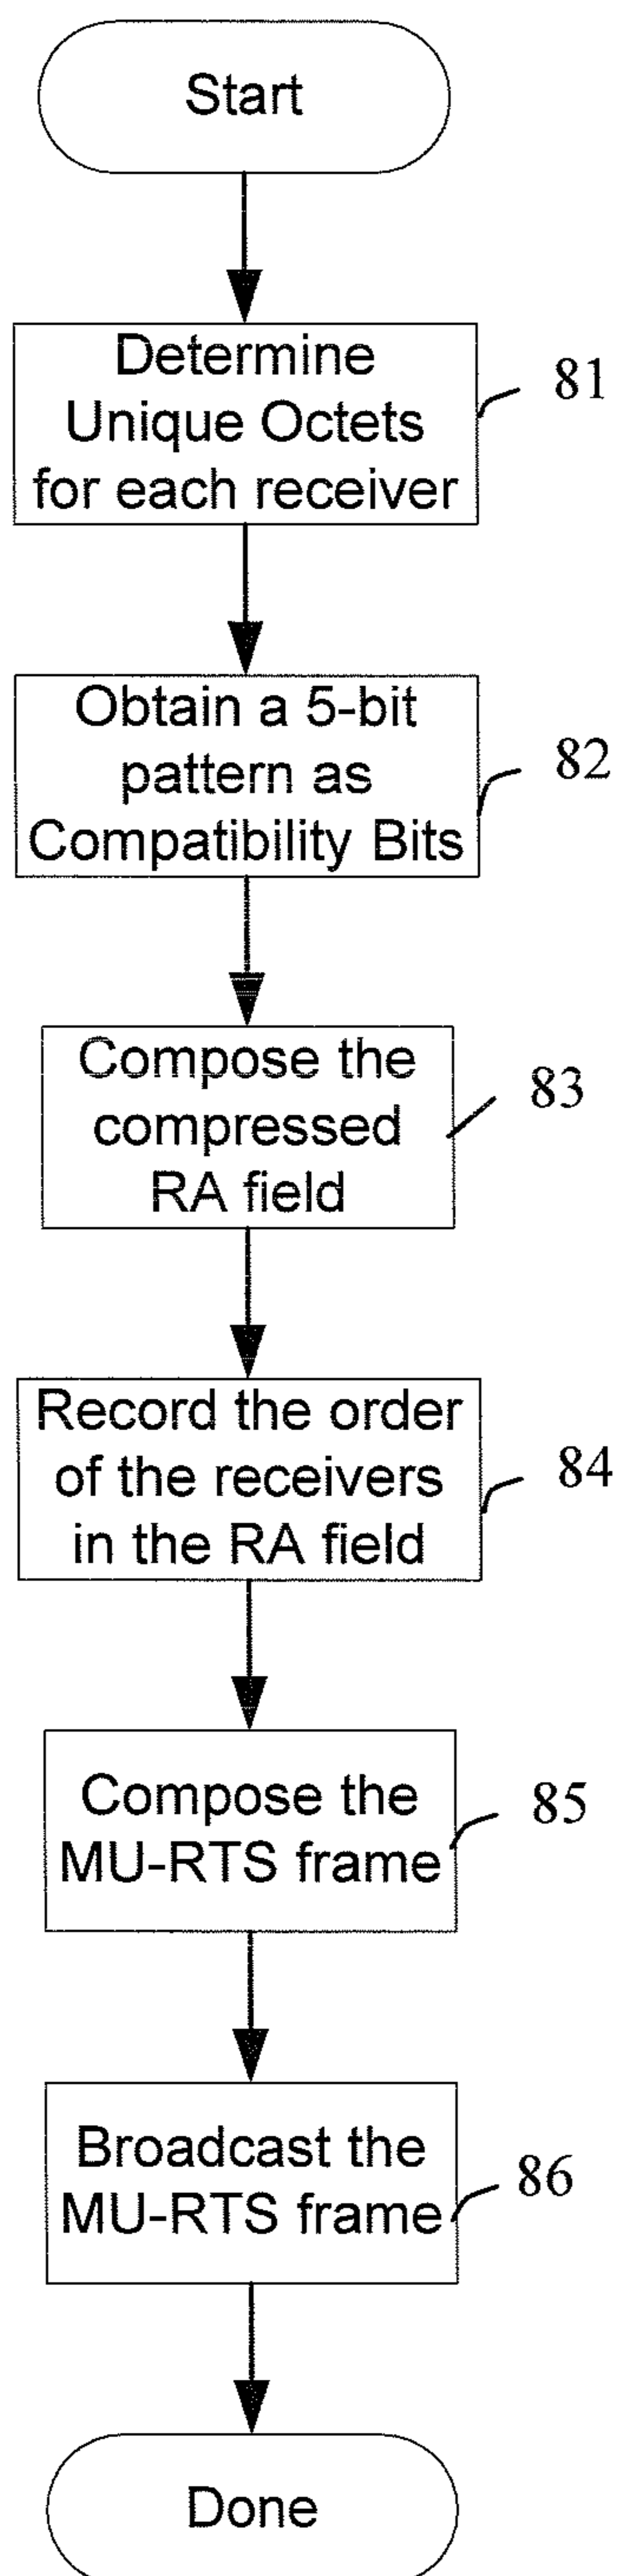 Start
Determine
Unique Octets
for each receiver
81
Obtain a 5-bit
pattern as
Compatibility Bits
82
Compose the
compressed
RA field
83
Record the order
of the receivers
in the RA field
84
Compose the
MU-RTS frame
85
Broadcast the
MU-RTS frame
86
Done